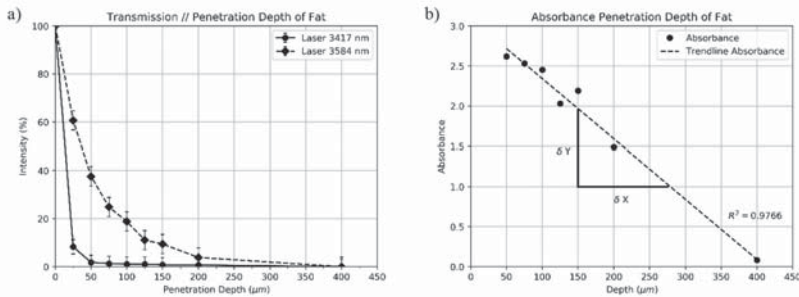 a)
Transmission // Penetration Depth of Fat
Laser 3417 nm
Laser 3584 nm
Intensity (%)
100
80
60
40
20
0
0 50 100 150 200 250 300 350 400 450
Penetration Depth (μm)
b)
Absorbance Penetration Depth of Fat
Absorbance
Trendline Absorbance
Absorbance
3.0
2.5
2.0
1.5
1.0
0.5
0.0
δ Y
δ X
R² = 0.9766
0 50 100 150 200 250 300 350 400 450
Depth (μm)